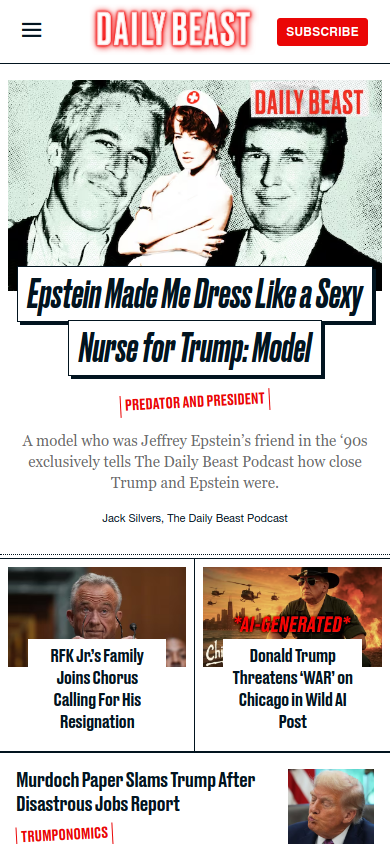 DAILY BEAST
SUBSCRIBE
DAILY BEAST
Epstein Made Me Dress Like a Sexy
Nurse for Trump: Model
PREDATOR AND PRESIDENT
A model who was Jeffrey Epstein’s friend in the ‘90s
exclusively tells The Daily Beast Podcast how close
Trump and Epstein were.
Jack Silvers, The Daily Beast Podcast
RFK Jr’s Family
Joins Chorus
Calling For His
Resignation
*AI-GENERATED*
Chi
Donald Trump
Threatens ‘WAR’ on
Chicago in Wild AI
Post
Murdoch Paper Slams Trump After
Disastrous Jobs Report
TRUMPONOMICS